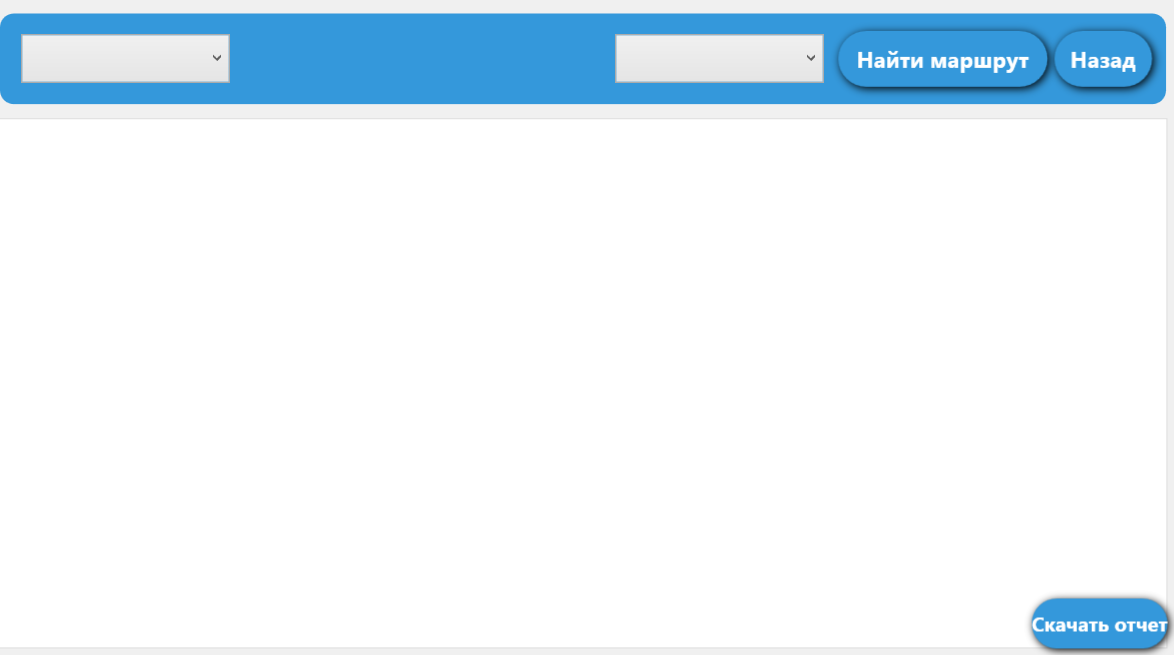 Найти маршрут
Назад
Скачать отчет